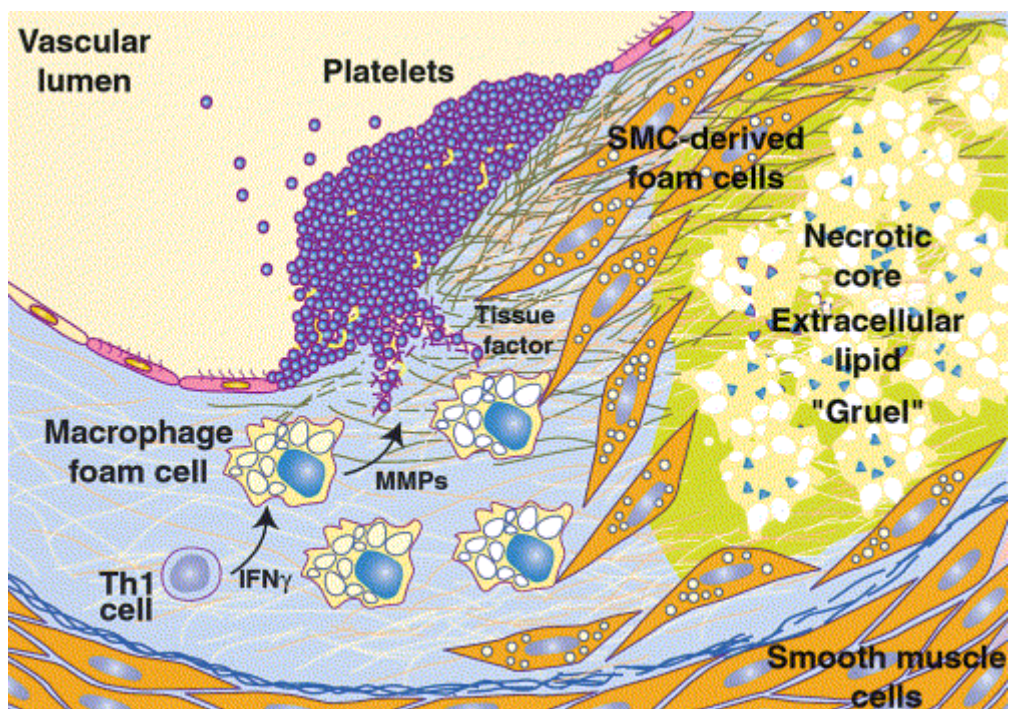 Vascular
lumen
Platelets
SMC-derived
foam cells
Necrotic
core
Extracellular
lipid
"Gruel"
Tissue
factor
Macrophage
foam cell
MMPs
Th1
cell
IFNγ
Smooth muscle
cells